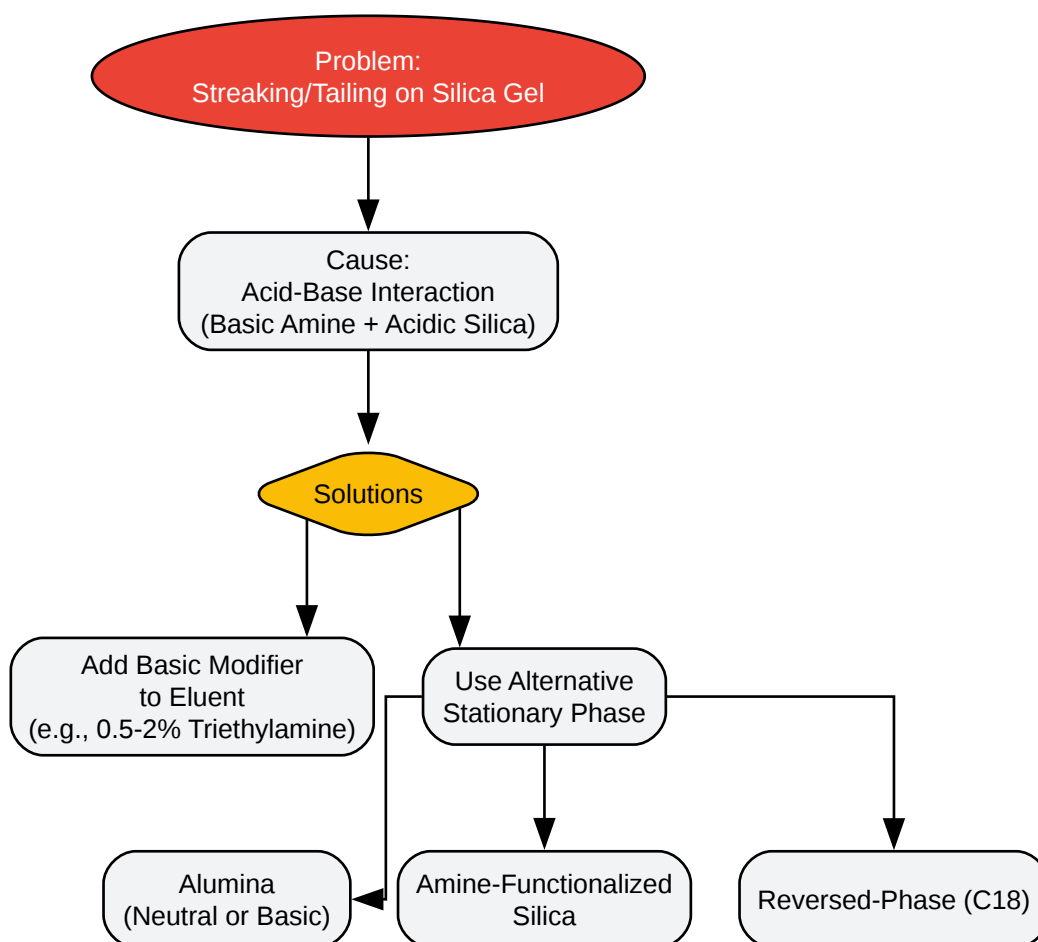 Problem:
Streaking/Tailing on Silica Gel
Cause:
Acid-Base Interaction
(Basic Amine + Acidic Silica)
Solutions
Add Basic Modifier
to Eluent
(e.g., 0.5-2% Triethylamine)
Use Alternative
Stationary Phase
Alumina
(Neutral or Basic)
Amine-Functionalized
Silica
Reversed-Phase (C18)